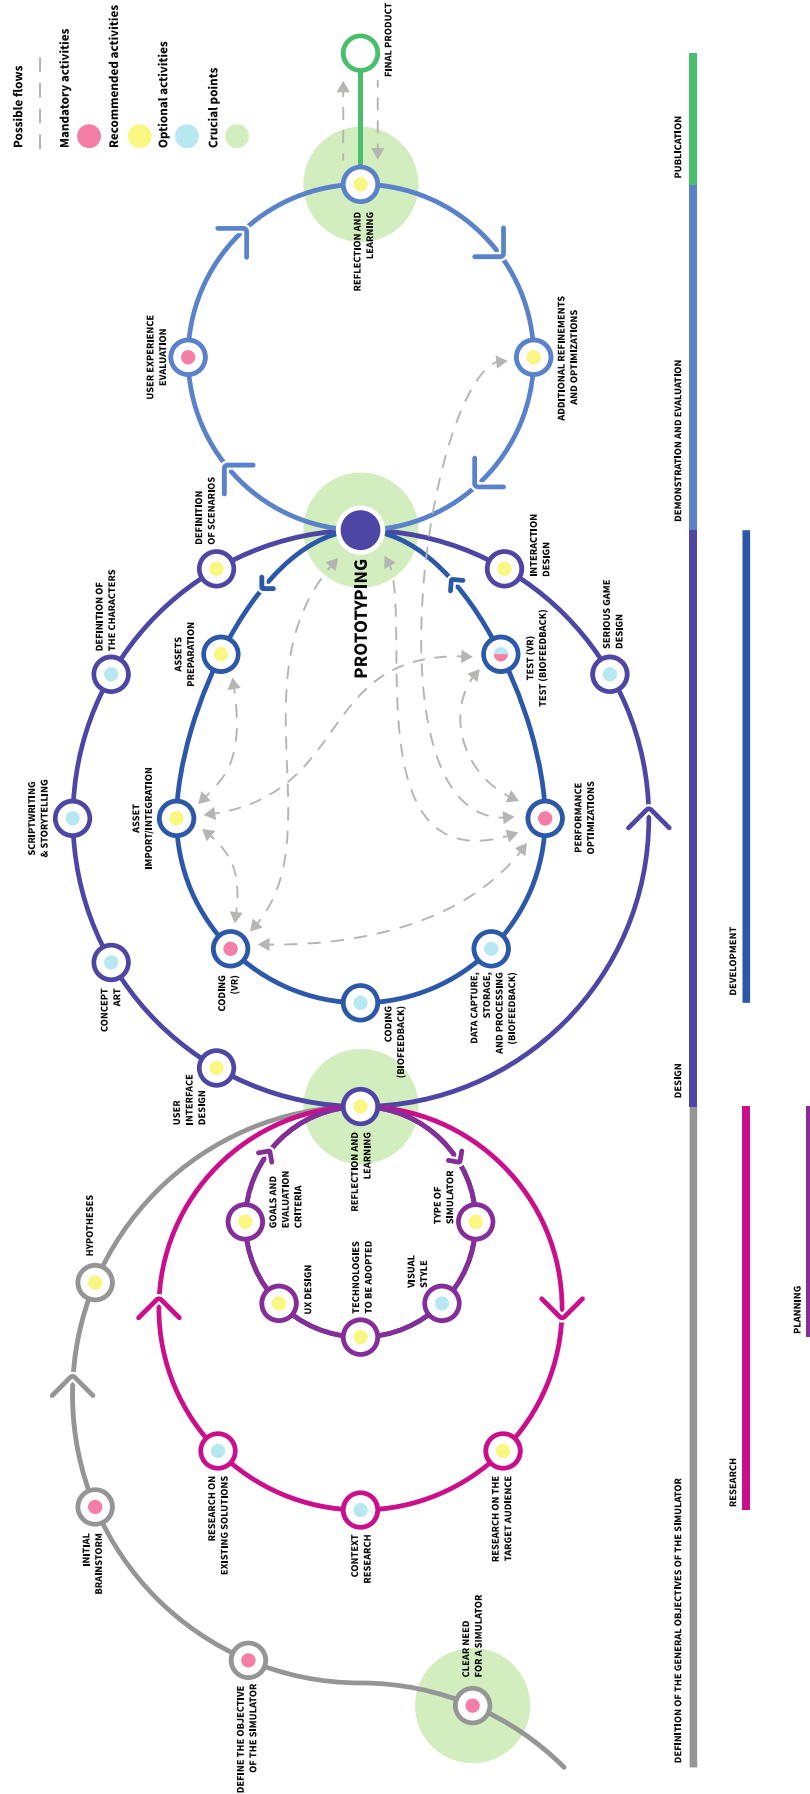 Possible flows
Mandatory activities
Recommended activities
Optional activities
Crucial points
CLEAR NEED
FOR A SIMULATOR
DEFINE THE OBJECTIVE
OF THE SIMULATOR
INITIAL
BRAINSTORM
HYPOTHESES
RESEARCH ON
EXISTING SOLUTIONS
CONTEXT
RESEARCH
RESEARCH ON THE
TARGET AUDIENCE
GOALS AND
EVALUATION
CRITERIA
UX DESIGN
TECHNOLOGIES
TO BE ADOPTED
VISUAL
STYLE
TYPE OF
SIMULATOR
REFLECTION AND
LEARNING
USER
INTERFACE
DESIGN
CONCEPT
ART
SCRIPTWRITING
& STORYTELLING
DEFINITION OF
THE CHARACTERS
DEFINITION
OF SCENARIOS
CODING
(VR)
CODING
(BIOFEEDBACK)
DATA CAPTURE,
STORAGE,
AND PROCESSING
(BIOFEEDBACK)
ASSET
IMPORT/INTEGRATION
ASSETS
PREPARATION
PERFORMANCE
OPTIMIZATIONS
TEST (VR)
TEST (BIOFEEDBACK)
SERIOUS GAME
DESIGN
INTERACTION
DESIGN
PROTOTYPING
USER EXPERIENCE
EVALUATION
ADDITIONAL REFINEMENTS
AND OPTIMIZATIONS
REFLECTION AND
LEARNING
FINAL PRODUCT
DEFINITION OF THE GENERAL OBJECTIVES OF THE SIMULATOR
DESIGN
DEMONSTRATION AND EVALUATION
PUBLICATION
RESEARCH
DEVELOPMENT
PLANNING